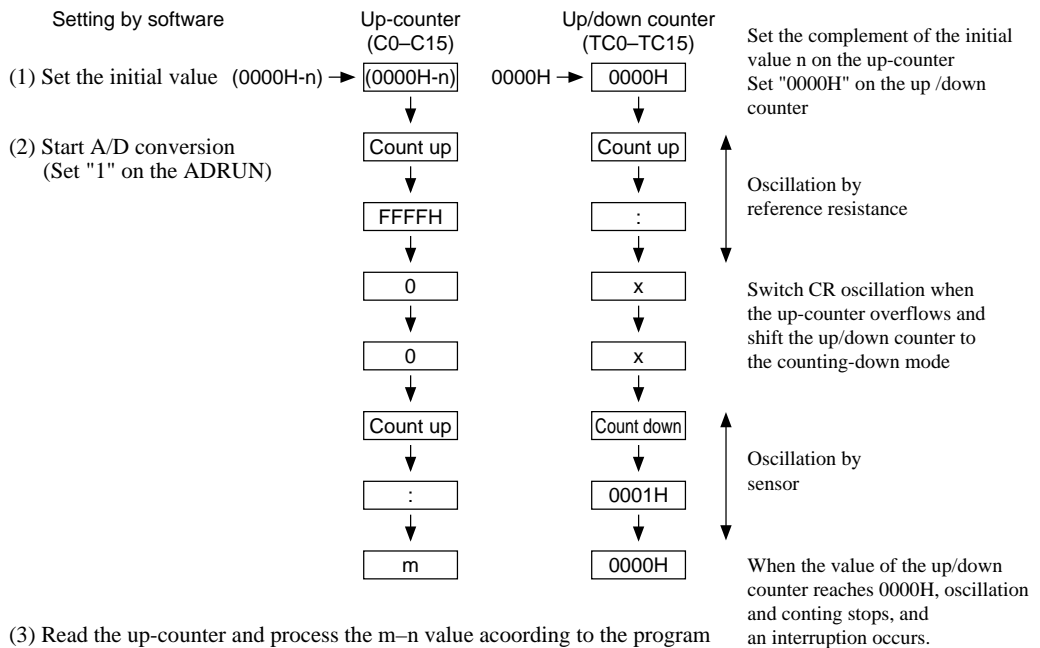 Setting by software
Up-counter
(C0–C15)
Up/down counter
(TC0–TC15)
Set the complement of the initial
value n on the up-counter
Set "0000H" on the up /down
counter
(1) Set the initial value (0000H-n) (0000H-n) 0000H 0000H
(2) Start A/D conversion
(Set "1" on the ADRUN)
Count up Count up
Oscillation by
reference resistance
FFFFH :
0 x
Switch CR oscillation when
the up-counter overflows and
shift the up/down counter to
the counting-down mode
0 x
Count up Count down
Oscillation by
sensor
: 0001H
m 0000H
When the value of the up/down
counter reaches 0000H, oscillation
and conting stops, and
an interruption occurs.
(3) Read the up-counter and process the m–n value acoording to the program